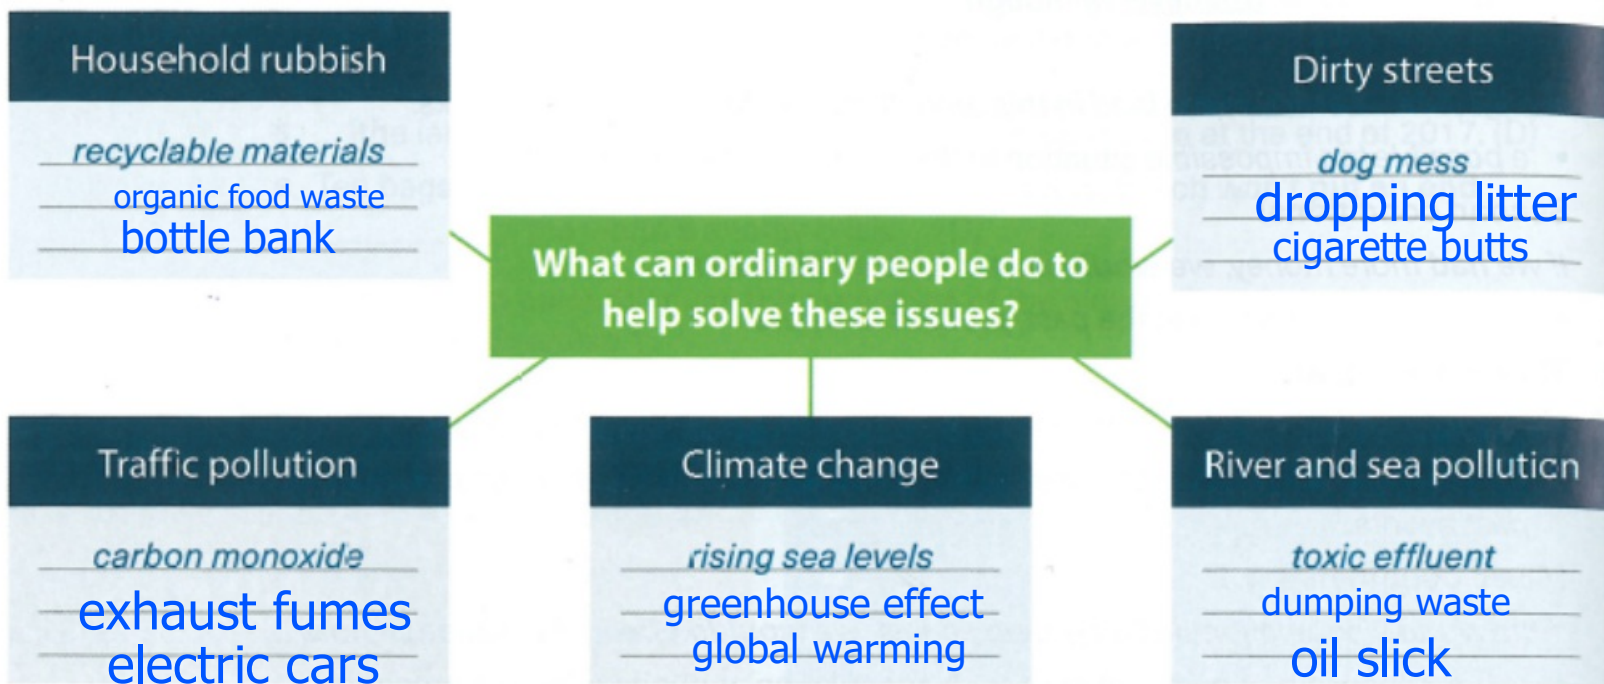 Household rubbish
recyclable materials
organic food waste
bottle bank
Dirty streets
dog mess
dropping litter
cigarette butts
What can ordinary people do to
help solve these issues?
Traffic pollution
carbon monoxide
exhaust fumes
electric cars
Climate change
rising sea levels
greenhouse effect
global warming
River and sea pollution
toxic effluent
dumping waste
oil slick